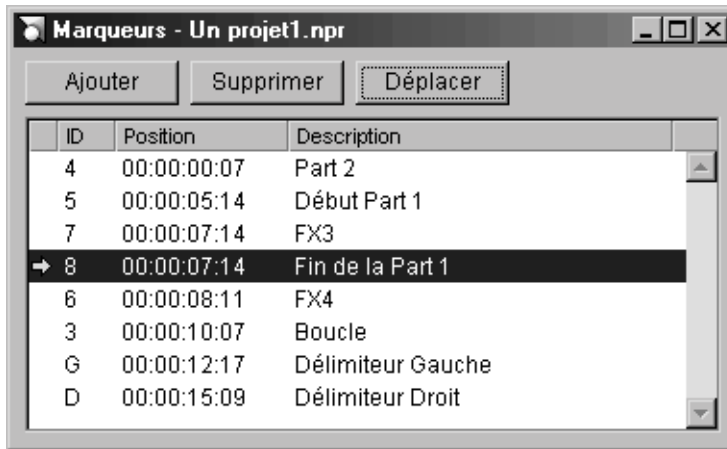 Marqueurs - Un projet1.npr
Ajouter Supprimer Déplacer
ID Position Description
4 00:00:00:07 Part 2
5 00:00:05:14 Début Part 1
7 00:00:07:14 FX3
8 00:00:07:14 Fin de la Part 1
6 00:00:08:11 FX4
3 00:00:10:07 Boucle
G 00:00:12:17 Délimiteur Gauche
D 00:00:15:09 Délimiteur Droit